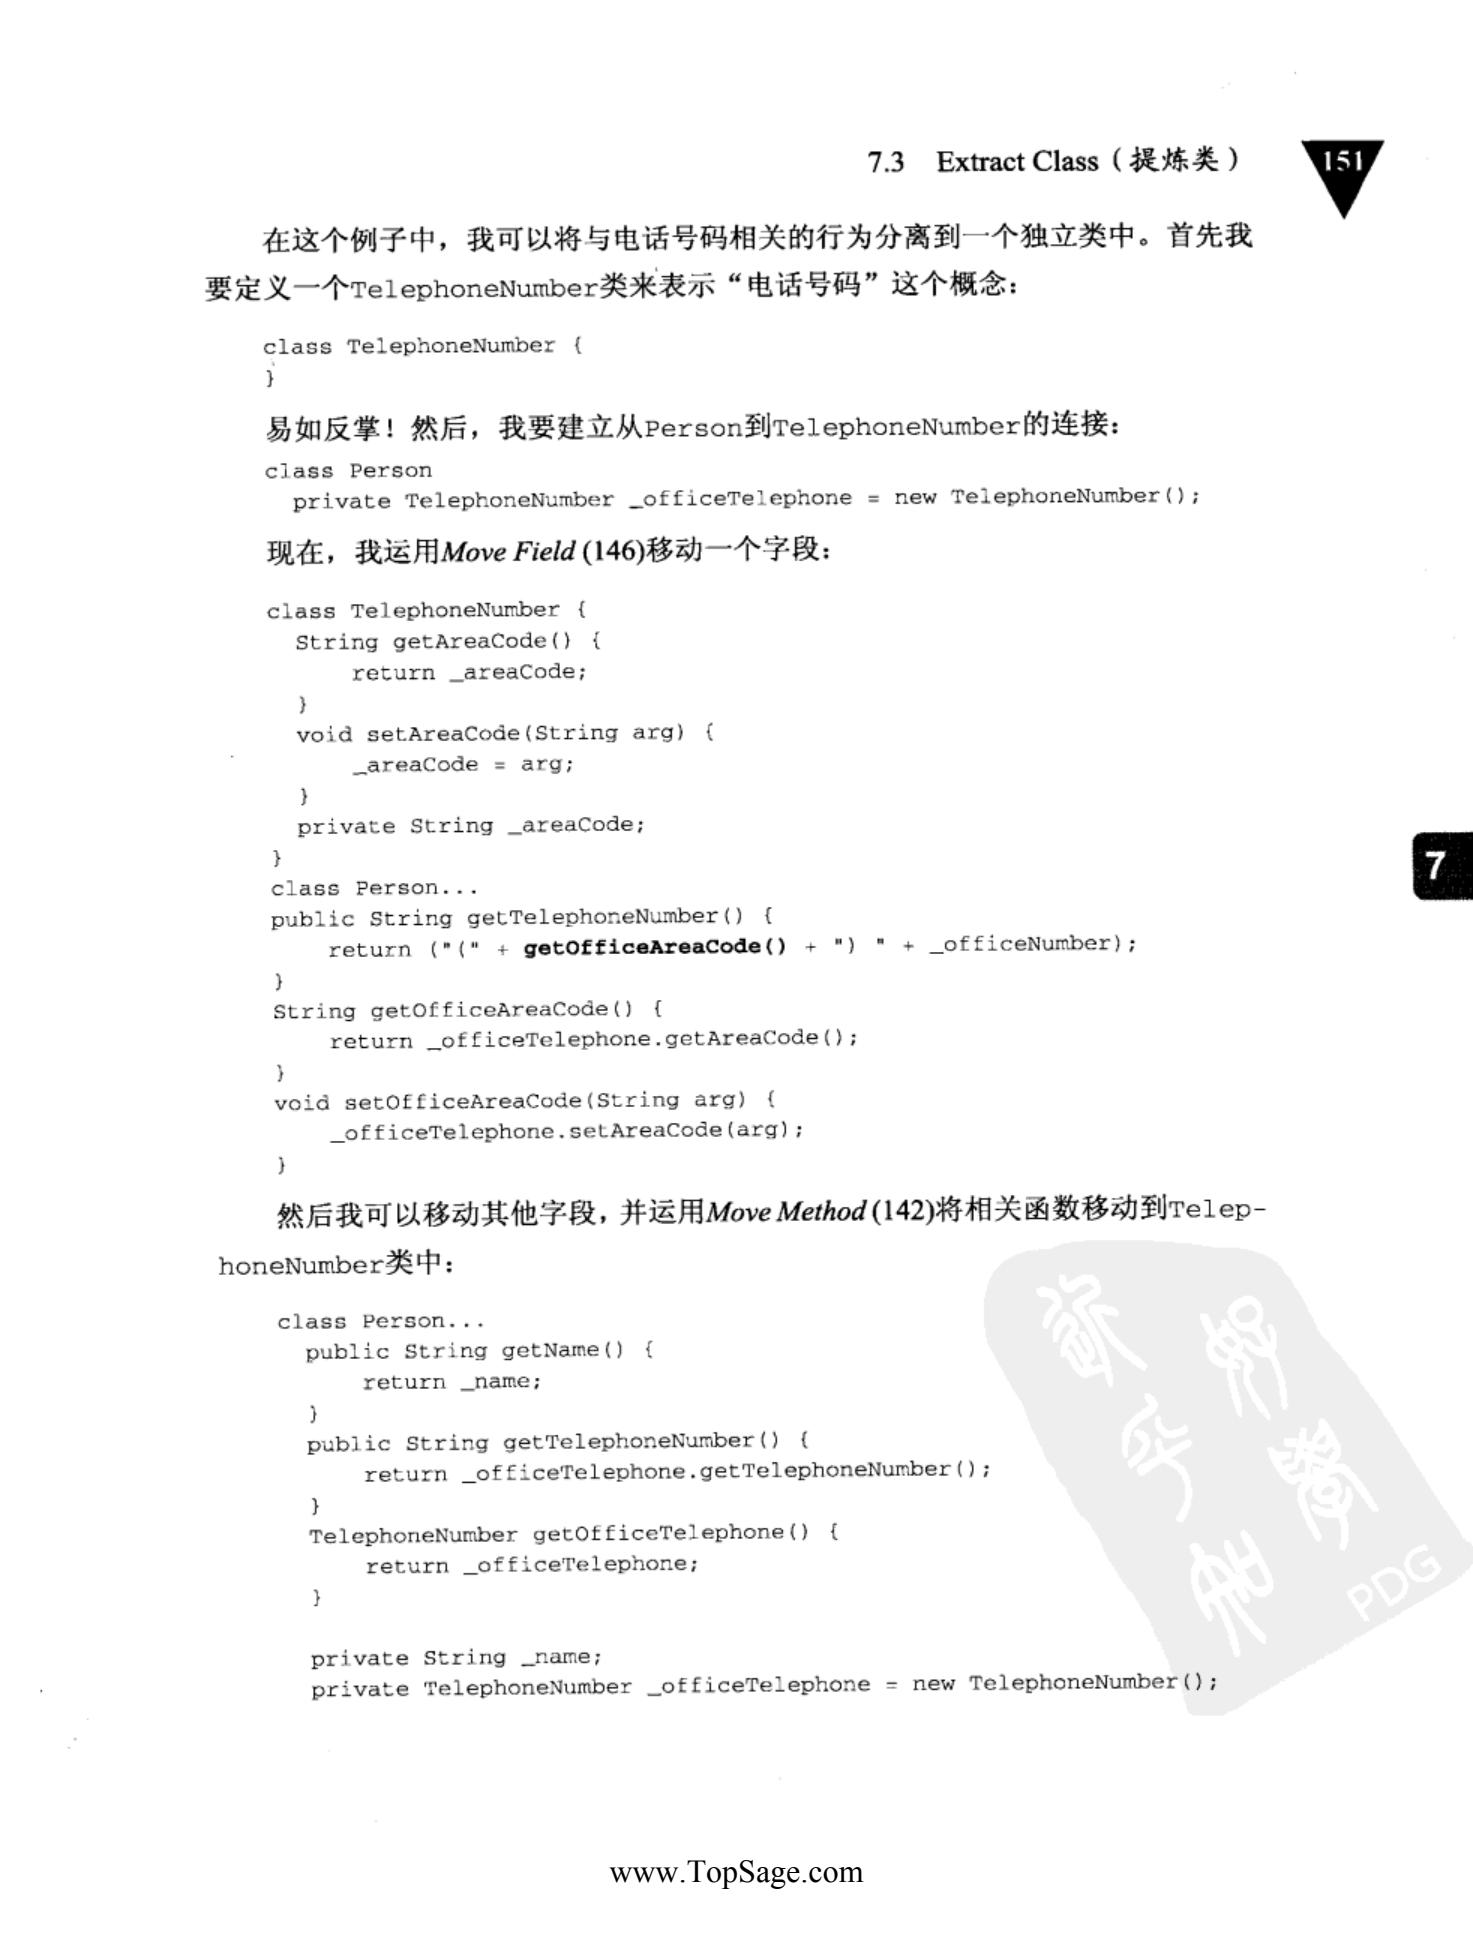 7.3 Extract Class（提炼类）
151
在这个例子中，我可以将与电话号码相关的行为分离到一个独立类中。首先我
要定义一个TelephoneNumber类来表示“电话号码”这个概念：
class TelephoneNumber {
}
易如反掌！然后，我要建立从Person到TelephoneNumber的连接：
class Person
  private TelephoneNumber _officeTelephone = new TelephoneNumber();
现在，我运用Move Field (146)移动一个字段：
class TelephoneNumber {
  String getAreaCode() {
      return _areaCode;
  }
  void setAreaCode(String arg) {
      _areaCode = arg;
  }
  private String _areaCode;
}
class Person...
public String getTelephoneNumber() {
    return ("(" + getOfficeAreaCode() + ") " + _officeNumber);
}
String getOfficeAreaCode() {
    return _officeTelephone.getAreaCode();
}
void setOfficeAreaCode(String arg) {
    _officeTelephone.setAreaCode(arg);
}
7
然后我可以移动其他字段，并运用Move Method (142)将相关函数移动到Telep-
honeNumber类中：
class Person...
  public String getName() {
      return _name;
  }
  public String getTelephoneNumber() {
      return _officeTelephone.getTelephoneNumber();
  }
  TelephoneNumber getOfficeTelephone() {
      return _officeTelephone;
  }
  private String _name;
  private TelephoneNumber _officeTelephone = new TelephoneNumber();
PDG
www.TopSage.com